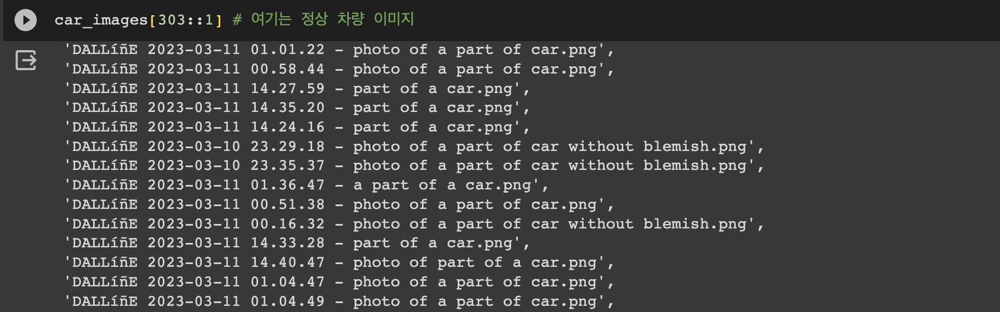 car_images[303::1] # 여기는 정상 차량 이미지
'DALLíñE 2023-03-11 01.01.22 - photo of a part of car.png',
'DALLíñE 2023-03-11 00.58.44 - photo of a part of car.png',
'DALLíñE 2023-03-11 14.27.59 - part of a car.png',
'DALLíñE 2023-03-11 14.35.20 - part of a car.png',
'DALLíñE 2023-03-11 14.24.16 - part of a car.png',
'DALLíñE 2023-03-10 23.29.18 - photo of a part of car without blemish.png',
'DALLíñE 2023-03-10 23.35.37 - photo of a part of car without blemish.png',
'DALLíñE 2023-03-11 01.36.47 - a part of a car.png',
'DALLíñE 2023-03-11 00.51.38 - photo of a part of car.png',
'DALLíñE 2023-03-11 00.16.32 - photo of a part of car without blemish.png',
'DALLíñE 2023-03-11 14.33.28 - part of a car.png',
'DALLíñE 2023-03-11 14.40.47 - photo of part of a car.png',
'DALLíñE 2023-03-11 01.04.47 - photo of a part of car.png',
'DALLíñE 2023-03-11 01.04.49 - photo of a part of car.png',